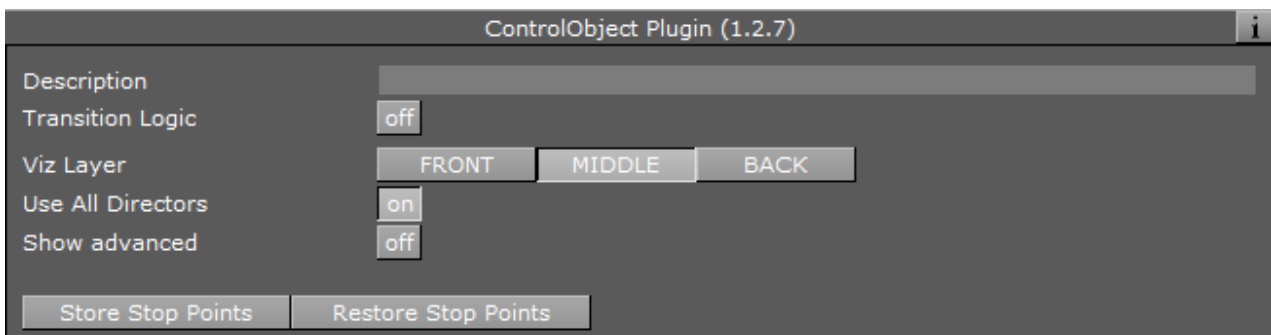 ControlObject Plugin (1.2.7) i
Description
Transition Logic off
Viz Layer FRONT MIDDLE BACK
Use All Directors on
Show advanced off
Store Stop Points Restore Stop Points